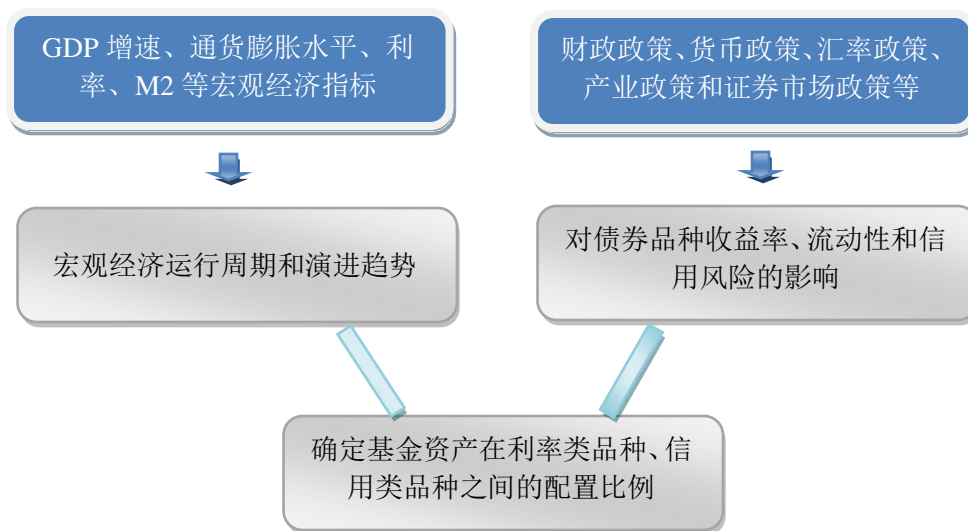 GDP 增速、通货膨胀水平、利
率、M2 等宏观经济指标
财政政策、货币政策、汇率政策、
产业政策和证券市场政策等
宏观经济运行周期和演进趋势
对债券品种收益率、流动性和信
用风险的影响
确定基金资产在利率类品种、信
用类品种之间的配置比例